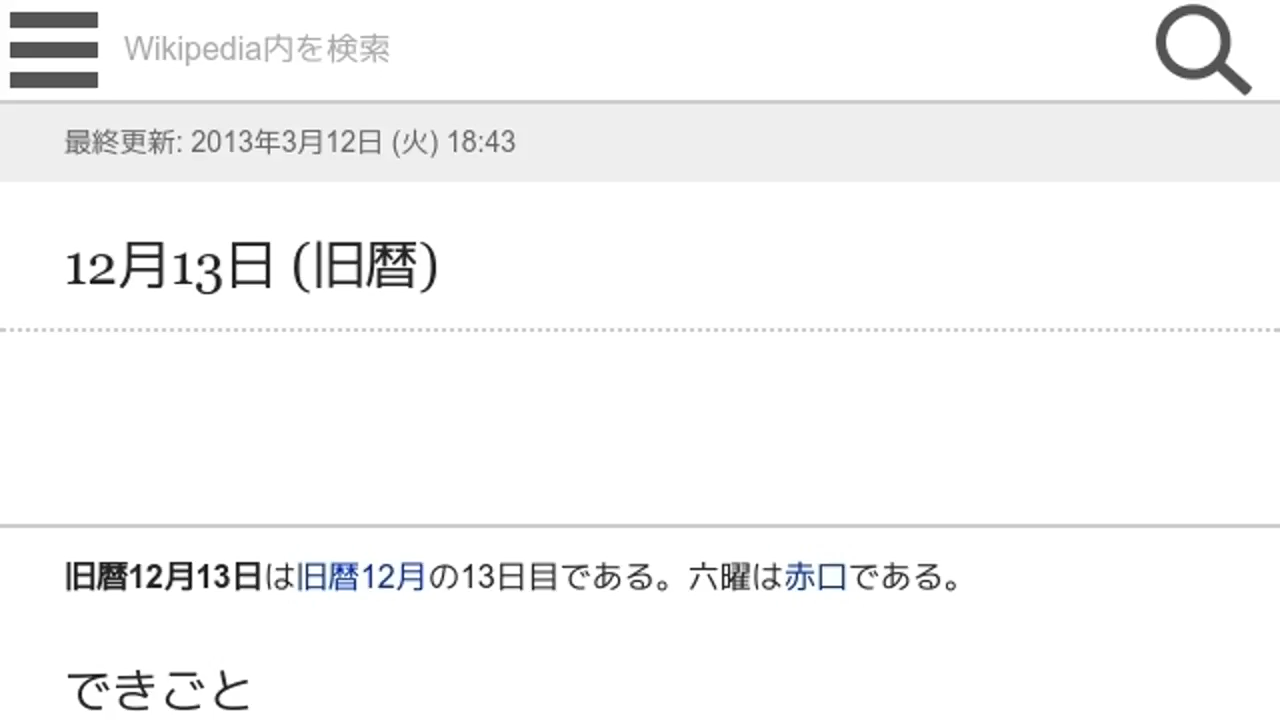 Wikipedia内を検索
最終更新: 2013年3月12日 (火) 18:43
12月13日 (旧暦)
旧暦12月13日は旧暦12月の13日目である。六曜は赤口である。
できごと